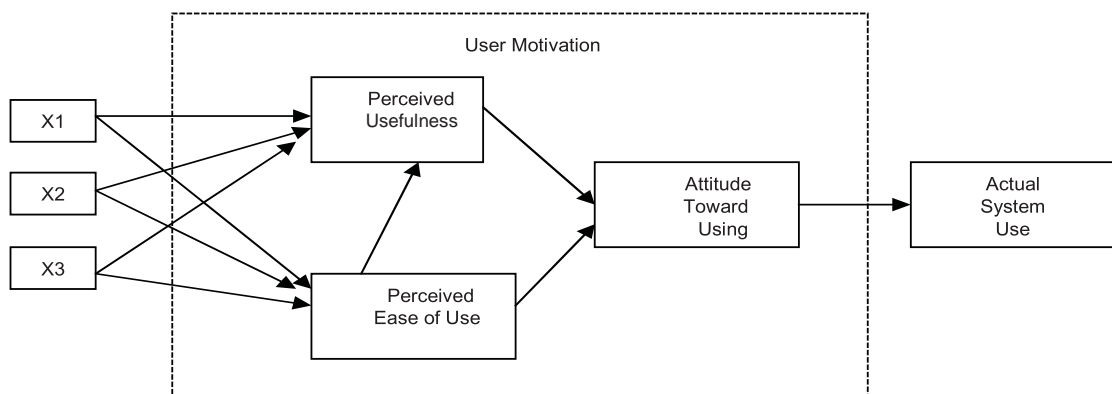 User Motivation
X1
X2
X3
Perceived
Usefulness
Perceived
Ease of Use
Attitude
Toward
Using
Actual
System
Use